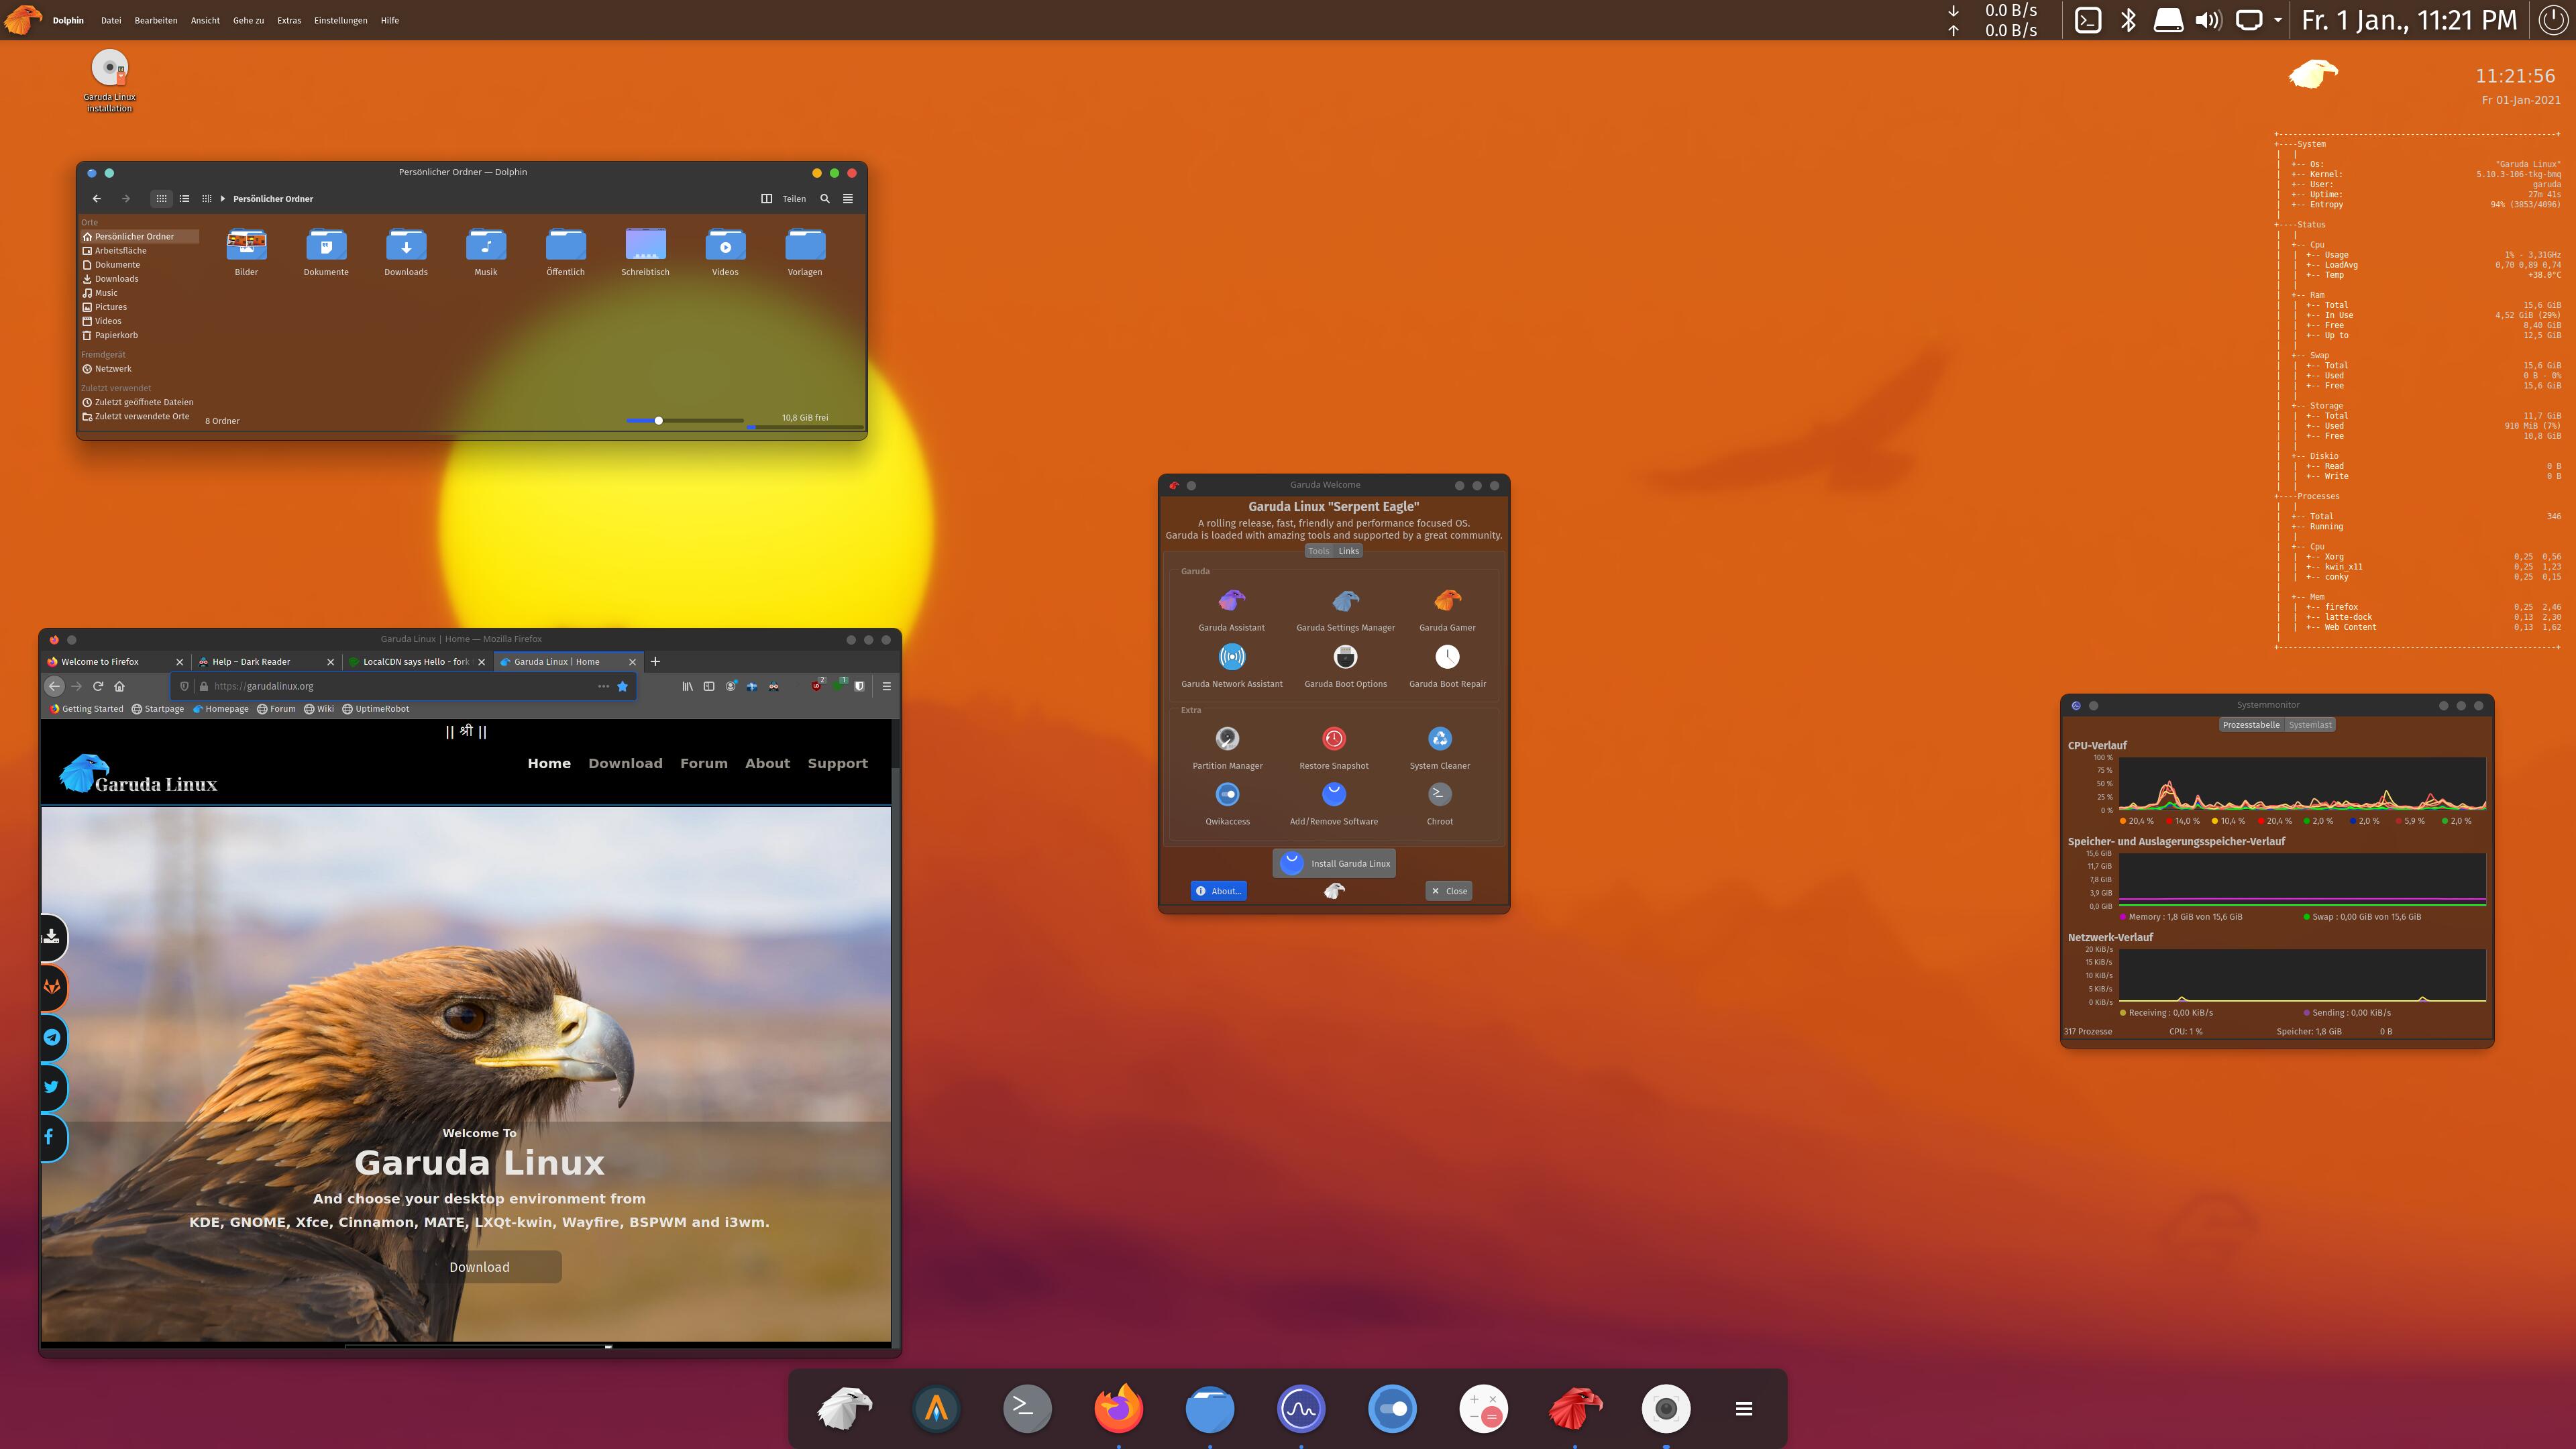 Dolphin Datei Bearbeiten Ansicht Gehe zu Extras Einstellungen Hilfe
0.0 B/s
0.0 B/s
Fr. 1 Jan., 11:21 PM
Garuda Linux
installation
11:21:56
Fr 01-Jan-2021
Persönlicher Ordner — Dolphin
Persönlicher Ordner
Teilen
Orte
Persönlicher Ordner
Arbeitsfläche
Dokumente
Downloads
Music
Pictures
Videos
Papierkorb
Fremdgerät
Netzwerk
Zuletzt verwendet
Zuletzt geöffnete Dateien
Zuletzt verwendete Orte
Bilder Dokumente Downloads Musik Öffentlich Schreibtisch Videos Vorlagen
8 Ordner
10,8 GiB frei
+----System
+-- Os: "Garuda Linux"
+-- Kernel: 5.10.3-106-tkg-bmq
+-- User: garuda
+-- Uptime: 27m 41s
+-- Entropy 94% (3853/4096)
+----Status
+-- Cpu
+-- Usage 1% - 3,31GHz
+-- LoadAvg 0,70 0,89 0,74
+-- Temp +38.0°C
+-- Ram
+-- Total 15,6 GiB
+-- In Use 4,52 GiB (29%)
+-- Free 8,40 GiB
+-- Up to 12,5 GiB
+-- Swap
+-- Total 15,6 GiB
+-- Used 0 B - 0%
+-- Free 15,6 GiB
+-- Storage
+-- Total 11,7 GiB
+-- Used 910 MiB (7%)
+-- Free 10,8 GiB
+-- Diskio
+-- Read 0 B
+-- Write 0 B
+----Processes
+-- Total 346
+-- Running
+-- Cpu
+-- Xorg 0,25 0,56
+-- kwin_x11 0,25 1,23
+-- conky 0,25 0,15
+-- Mem
+-- firefox 0,25 2,46
+-- latte-dock 0,13 2,30
+-- Web Content 0,13 1,62
Garuda Welcome
Garuda Linux "Serpent Eagle"
A rolling release, fast, friendly and performance focused OS.
Garuda is loaded with amazing tools and supported by a great community.
Tools Links
Garuda
Garuda Assistant Garuda Settings Manager Garuda Gamer
Garuda Network Assistant Garuda Boot Options Garuda Boot Repair
Extra
Partition Manager Restore Snapshot System Cleaner
Qwikaccess Add/Remove Software Chroot
Install Garuda Linux
About... Close
Garuda Linux | Home — Mozilla Firefox
Welcome to Firefox Help – Dark Reader LocalCDN says Hello - fork Garuda Linux | Home
https://garudalinux.org
2 1
Getting Started Startpage Homepage Forum Wiki UptimeRobot
|| श्री ||
Garuda Linux
Home Download Forum About Support
Welcome To
Garuda Linux
And choose your desktop environment from
KDE, GNOME, Xfce, Cinnamon, MATE, LXQt-kwin, Wayfire, BSPWM and i3wm.
Download
Systemmonitor
Prozesstabelle Systemlast
CPU-Verlauf
100 %
75 %
50 %
25 %
0 %
20,4 % 14,0 % 10,4 % 20,4 % 2,0 % 2,0 % 5,9 % 2,0 %
Speicher- und Auslagerungsspeicher-Verlauf
15,6 GiB
11,7 GiB
7,8 GiB
3,9 GiB
0,0 GiB
Memory : 1,8 GiB von 15,6 GiB Swap : 0,00 GiB von 15,6 GiB
Netzwerk-Verlauf
20 KiB/s
15 KiB/s
10 KiB/s
5 KiB/s
0 KiB/s
Receiving : 0,00 KiB/s Sending : 0,00 KiB/s
317 Prozesse CPU: 1 % Speicher: 1,8 GiB 0 B